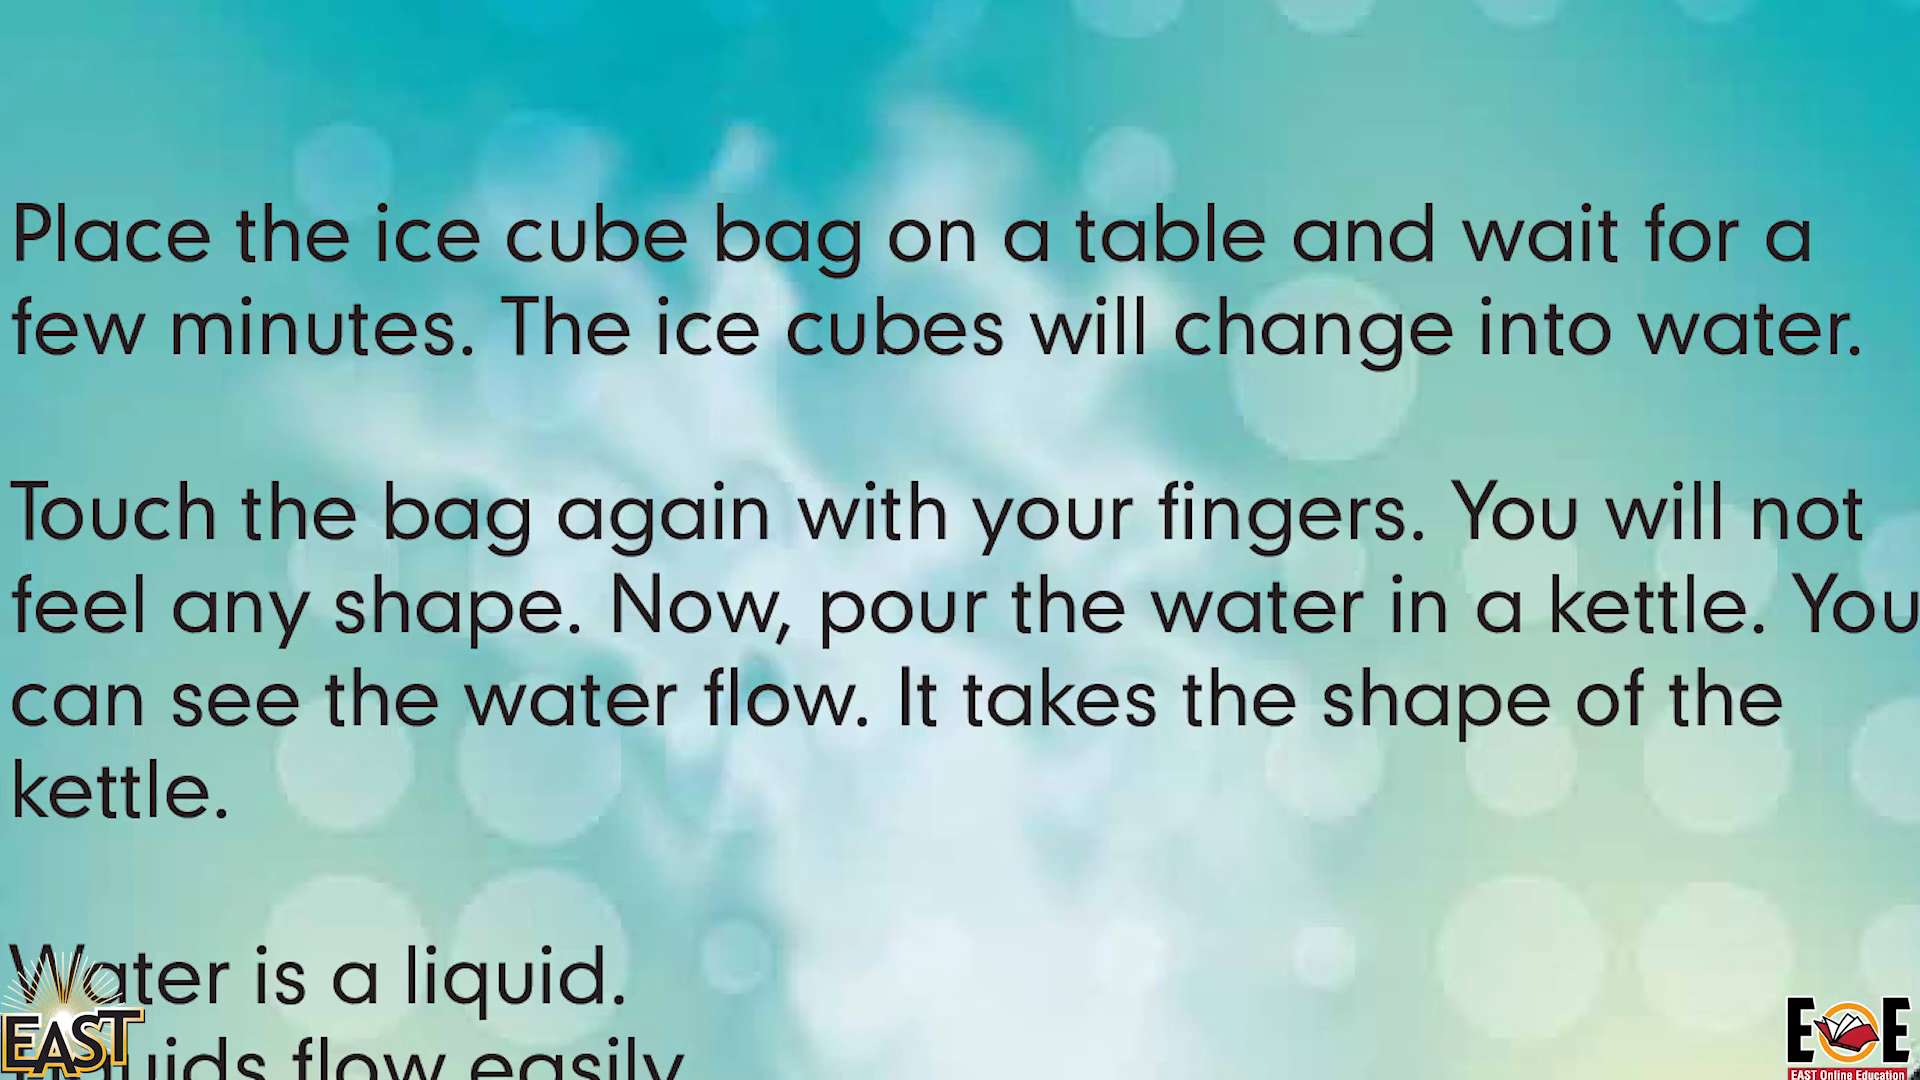 Place the ice cube bag on a table and wait for a
few minutes. The ice cubes will change into water.
Touch the bag again with your fingers. You will not
feel any shape. Now, pour the water in a kettle. You
can see the water flow. It takes the shape of the
kettle.
Water is a liquid.
Liquids flow easily
EAST
EOE
EAST Online Education